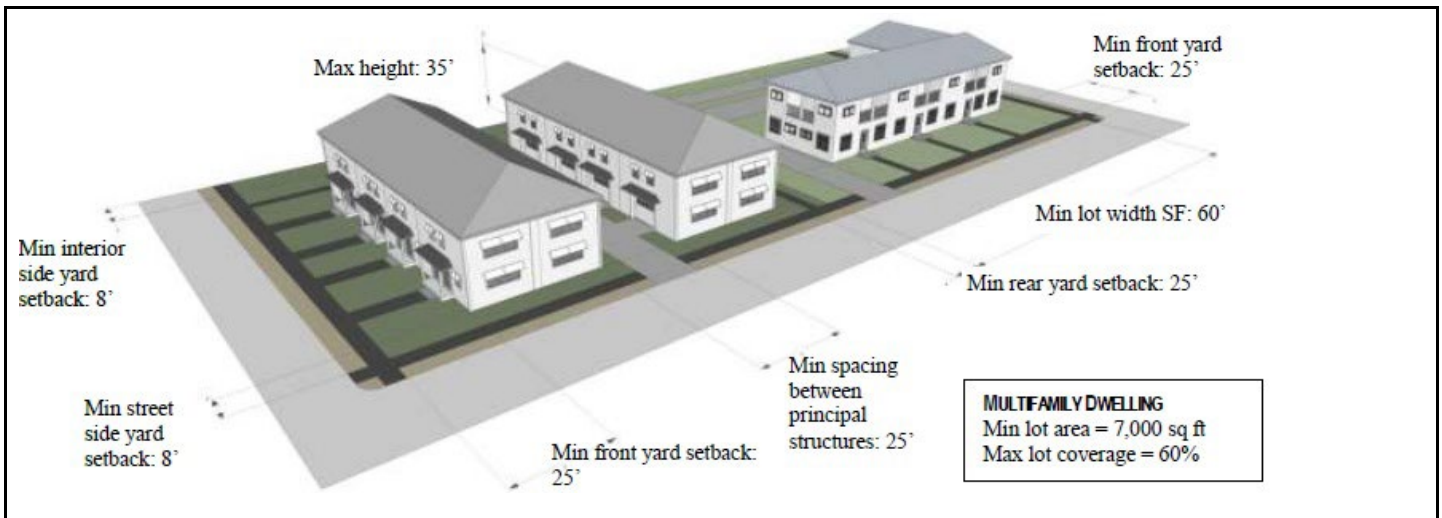 Max height: 35’
Min front yard
setback: 25’
Min lot width SF: 60’
Min interior
side yard
setback: 8’
Min rear yard setback: 25’
Min spacing
between
principal
structures: 25’
Min street
side yard
setback: 8’
Min front yard setback:
25’
MULTIFAMILY DWELLING
Min lot area = 7,000 sq ft
Max lot coverage = 60%